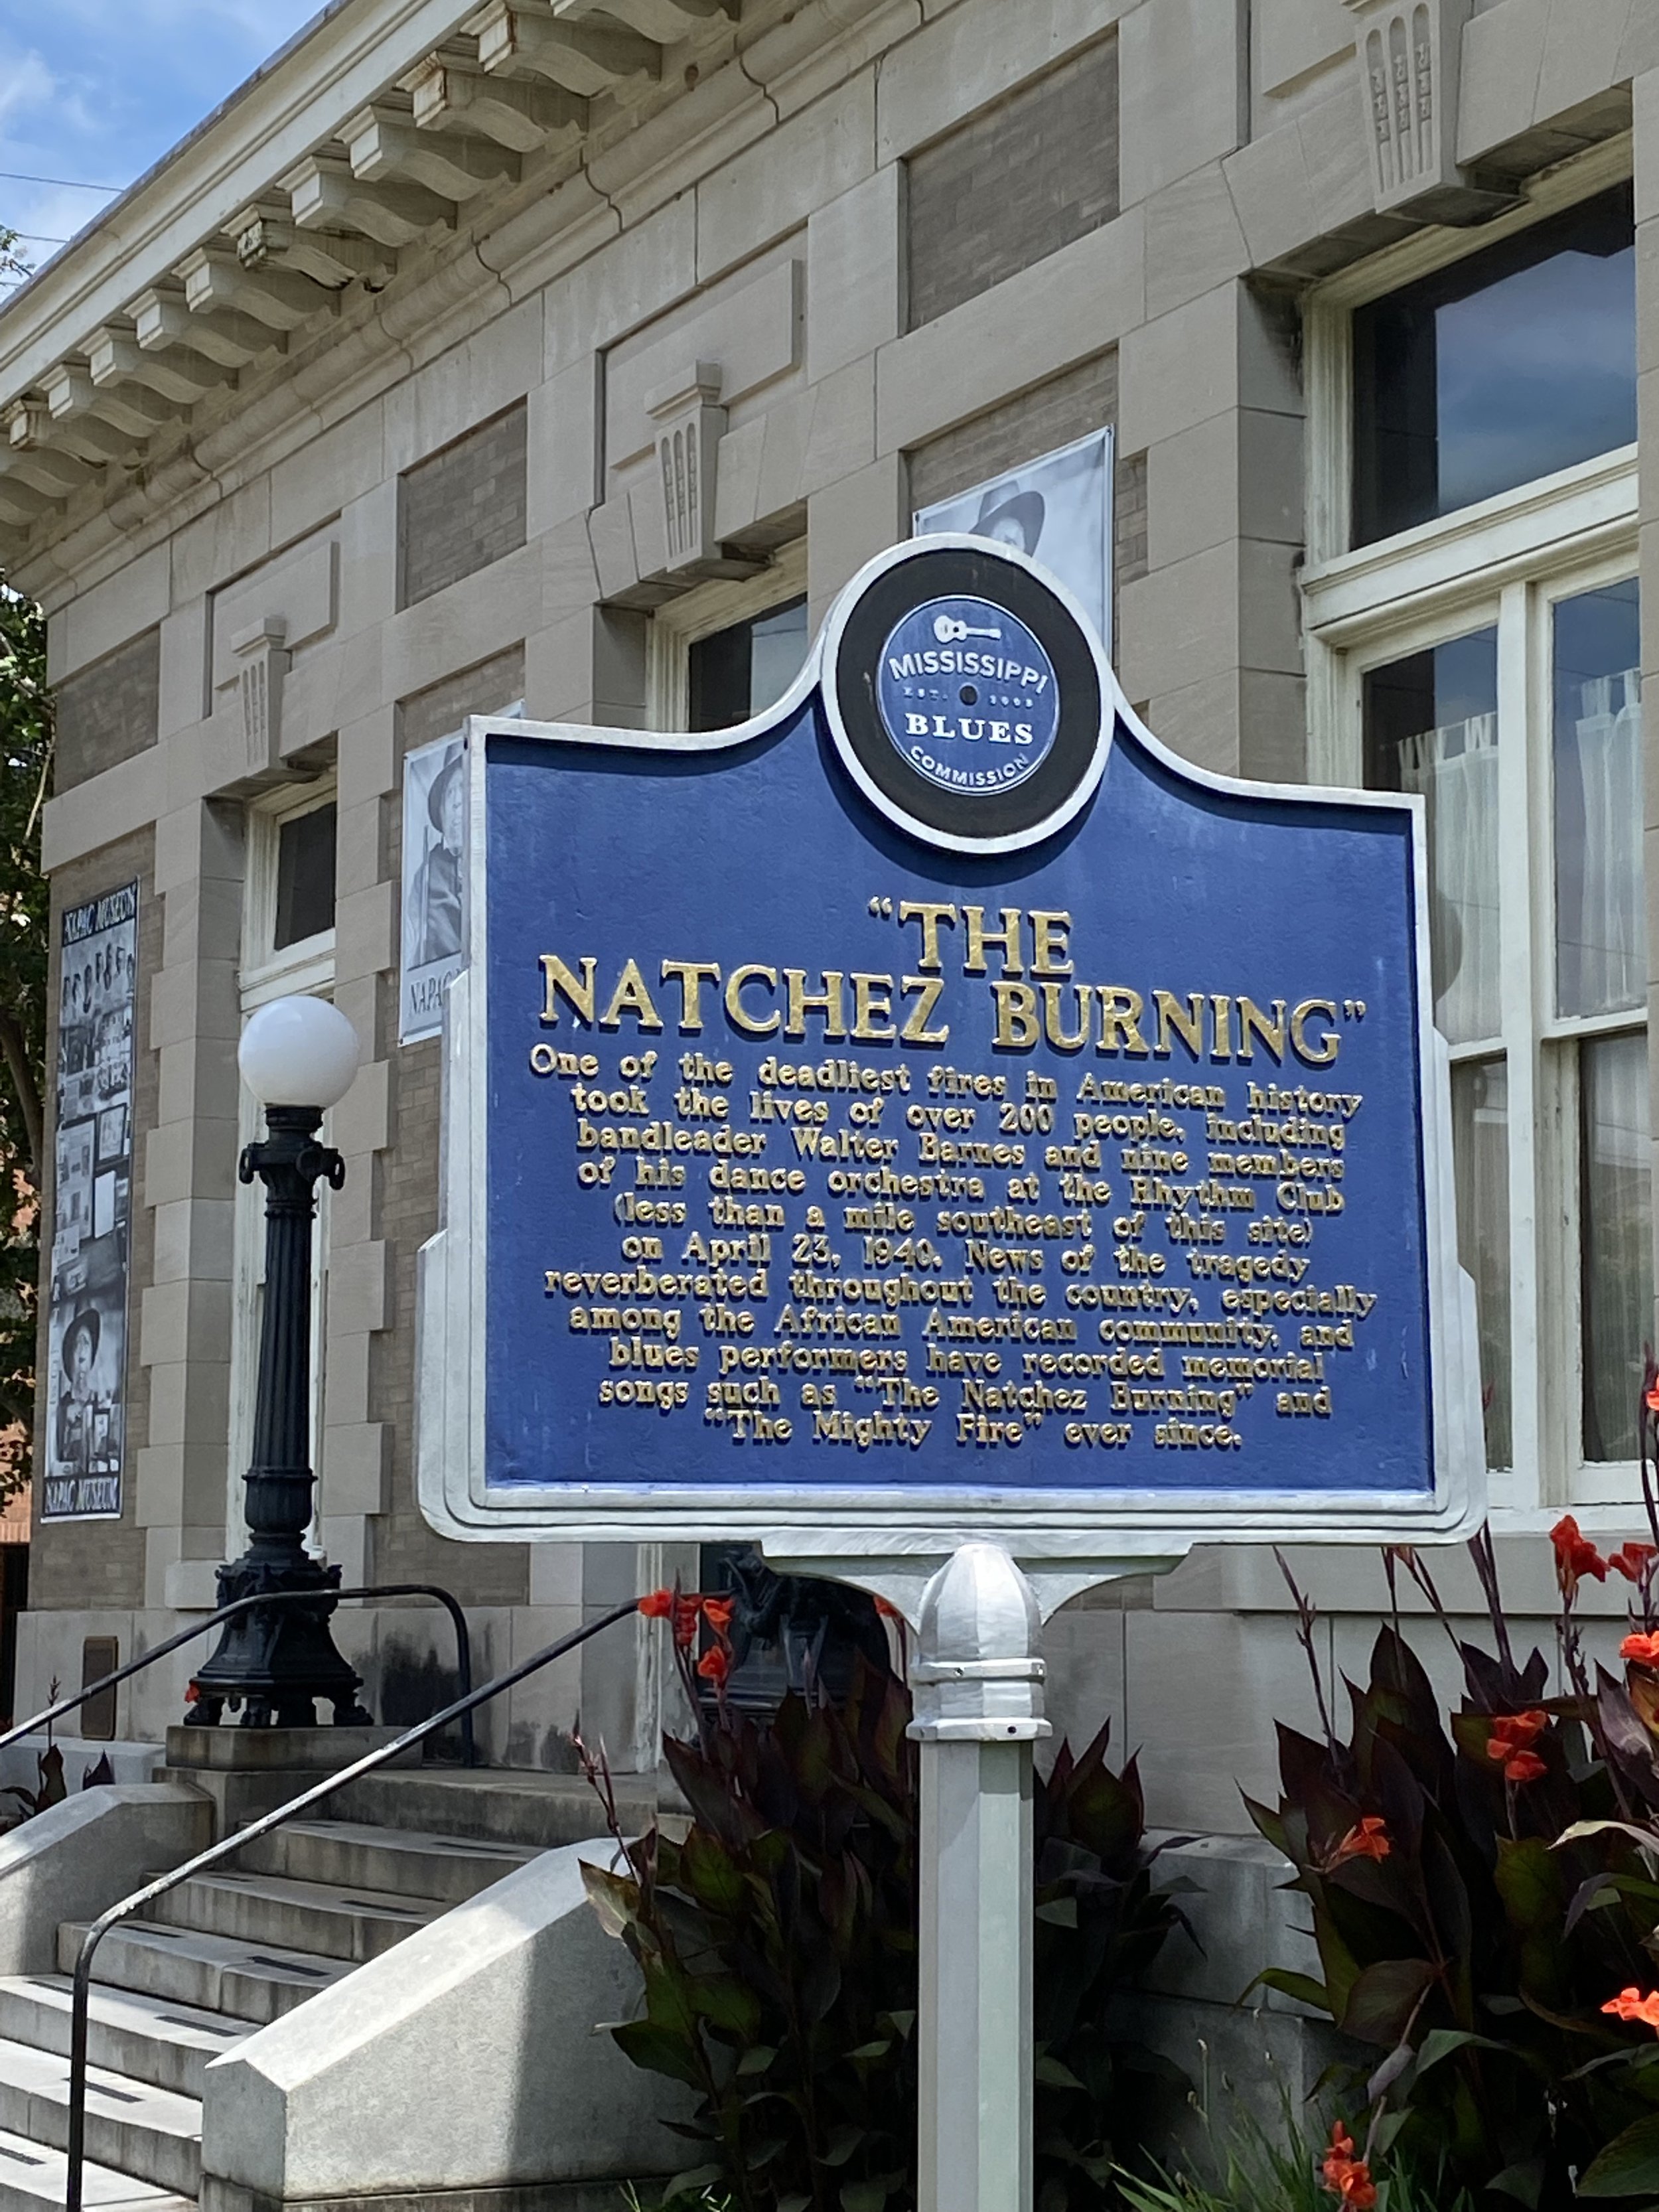 MISSISSIPPI
EST. 2003
BLUES
COMMISSION
"THE
NATCHEZ BURNING"
One of the deadliest fires in American history
took the lives of over 200 people, including
bandleader Walter Barnes and nine members
of his dance orchestra at the Rhythm Club
(less than a mile southeast of this site)
on April 23, 1940. News of the tragedy
reverberated throughout the country, especially
among the African American community, and
blues performers have recorded memorial
songs such as "The Natchez Burning" and
"The Mighty Fire" ever since.
NAPAC MUSEUM
NAPAC MUSEUM
NAPA